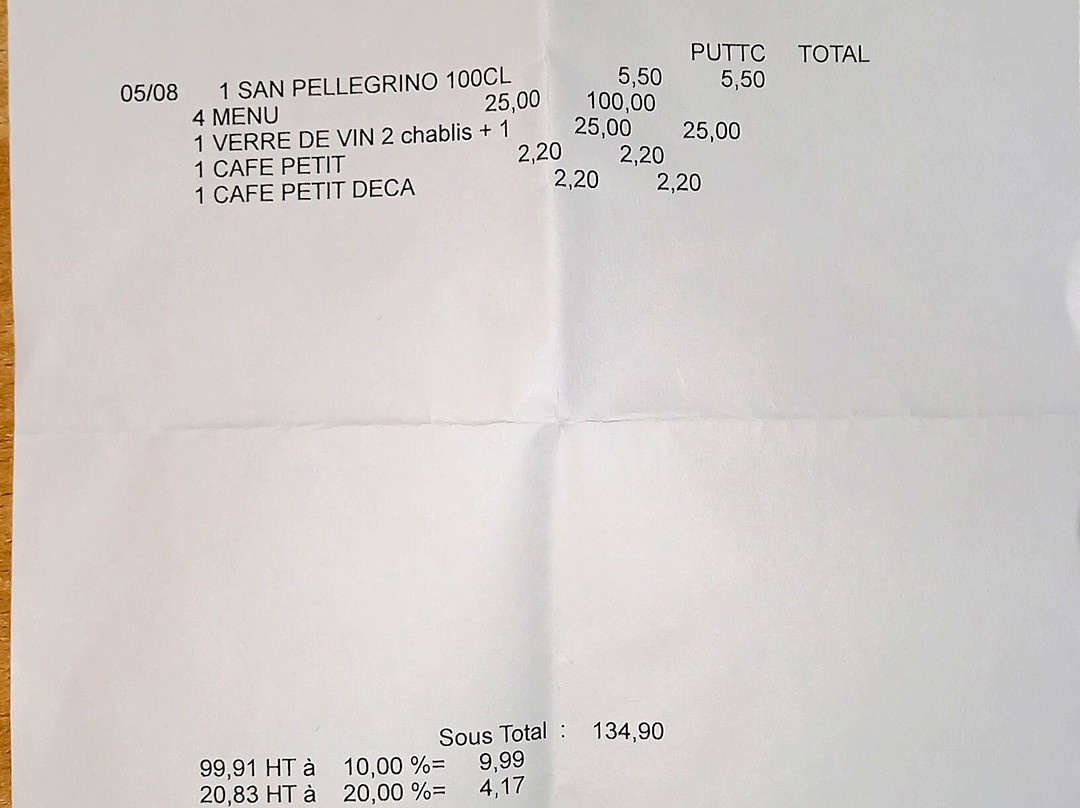 PUTTC TOTAL
05/08 1 SAN PELLEGRINO 100CL 5,50 5,50
4 MENU 25,00 100,00
1 VERRE DE VIN 2 chablis + 1 25,00 25,00
1 CAFE PETIT 2,20 2,20
1 CAFE PETIT DECA 2,20 2,20
Sous Total : 134,90
99,91 HT à 10,00 %= 9,99
20,83 HT à 20,00 %= 4,17